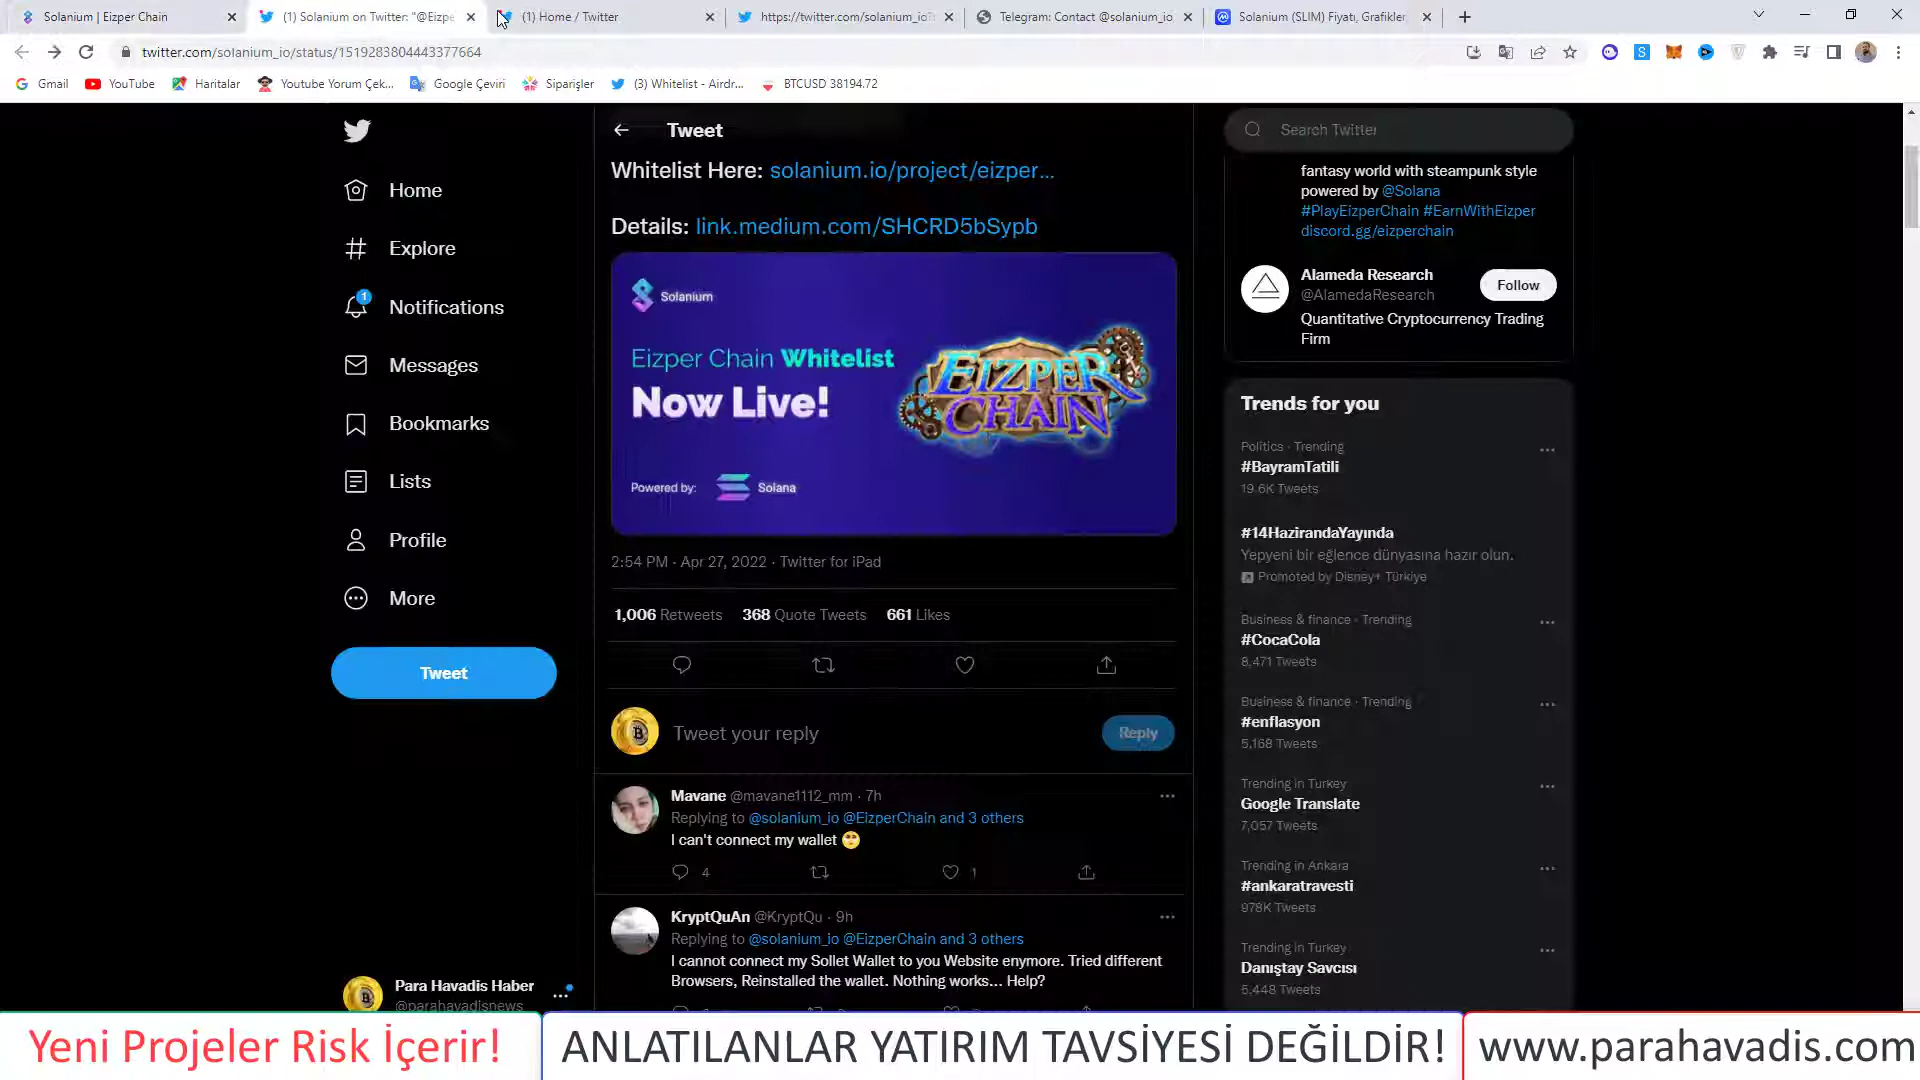 Solanium | Eizper Chain
(1) Solanium on Twitter: "@Eizpe
(1) Home / Twitter
https://twitter.com/solanium_io?
Telegram: Contact @solanium_io
Solanium (SLIM) Fiyatı, Grafikler
twitter.com/solanium_io/status/1519283804443377664
Gmail
YouTube
Haritalar
Youtube Yorum Çek...
Google Çeviri
Siparişler
(3) Whitelist - Airdr...
BTCUSD 38194.72
Home
Explore
1
Notifications
Messages
Bookmarks
Lists
Profile
More
Tweet
Para Havadis Haber
@parahavadisnews
Tweet
Whitelist Here: solanium.io/project/eizper...
Details: link.medium.com/SHCRD5bSypb
Solanium
Eizper Chain Whitelist
Now Live!
EIZPER
CHAIN
Powered by: Solana
2:54 PM · Apr 27, 2022 · Twitter for iPad
1,006 Retweets 368 Quote Tweets 661 Likes
Tweet your reply
Reply
Mavane @mavane1112_mm · 7h
Replying to @solanium_io @EizperChain and 3 others
I can't connect my wallet 🥺
4 1
KryptQuAn @KryptQu · 9h
Replying to @solanium_io @EizperChain and 3 others
I cannot connect my Sollet Wallet to you Website enymore. Tried different
Browsers, Reinstalled the wallet. Nothing works... Help?
Search Twitter
fantasy world with steampunk style
powered by @Solana
#PlayEizperChain #EarnWithEizper
discord.gg/eizperchain
Alameda Research
@AlamedaResearch
Follow
Quantitative Cryptocurrency Trading
Firm
Trends for you
Politics · Trending
#BayramTatili
19.6K Tweets
#14HazirandaYayında
Yepyeni bir eğlence dünyasına hazır olun.
Promoted by Disney+ Türkiye
Business & finance · Trending
#CocaCola
8,471 Tweets
Business & finance · Trending
#enflasyon
5,168 Tweets
Trending in Turkey
Google Translate
7,057 Tweets
Trending in Ankara
#ankaratravesti
978K Tweets
Trending in Turkey
Danıştay Savcısı
5,448 Tweets
Yeni Projeler Risk İçerir!
ANLATILANLAR YATIRIM TAVSİYESİ DEĞİLDİR!
www.parahavadis.com